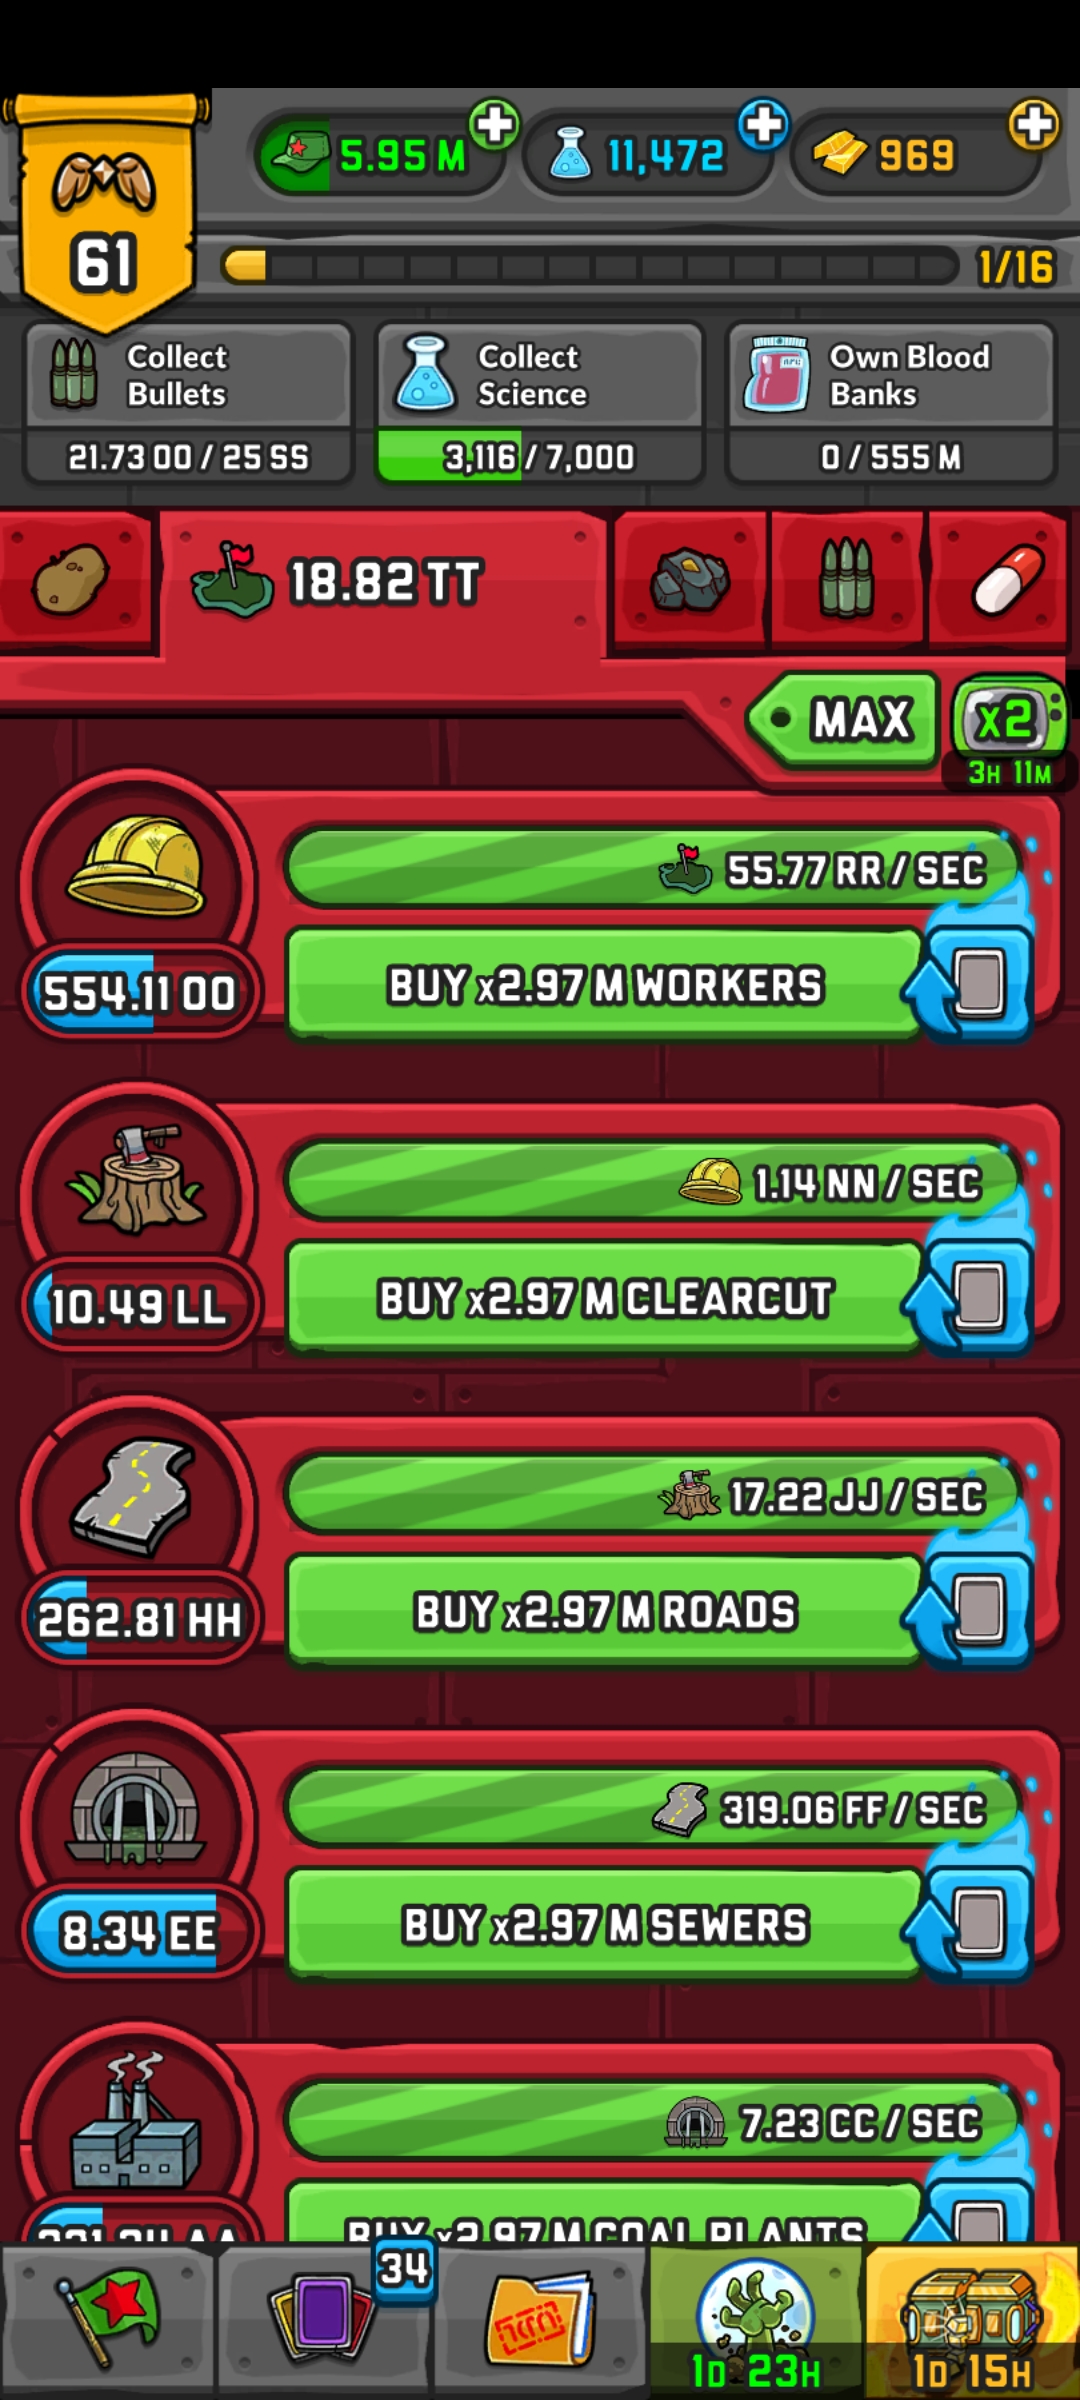 5.95 M
11,472
969
61
1/16
Collect
Bullets
21.73 OO / 25 SS
Collect
Science
3,116 / 7,000
Own Blood
Banks
0 / 555 M
18.82 TT
MAX
x2
3H 11M
55.77 RR / SEC
554.11 OO
BUY x2.97 M WORKERS
1.14 NN / SEC
10.49 LL
BUY x2.97 M CLEARCUT
17.22 JJ / SEC
262.81 HH
BUY x2.97 M ROADS
319.06 FF / SEC
8.34 EE
BUY x2.97 M SEWERS
7.23 CC / SEC
BUY x2.97 M COAL PLANTS
34
1D 23H
1D 15H